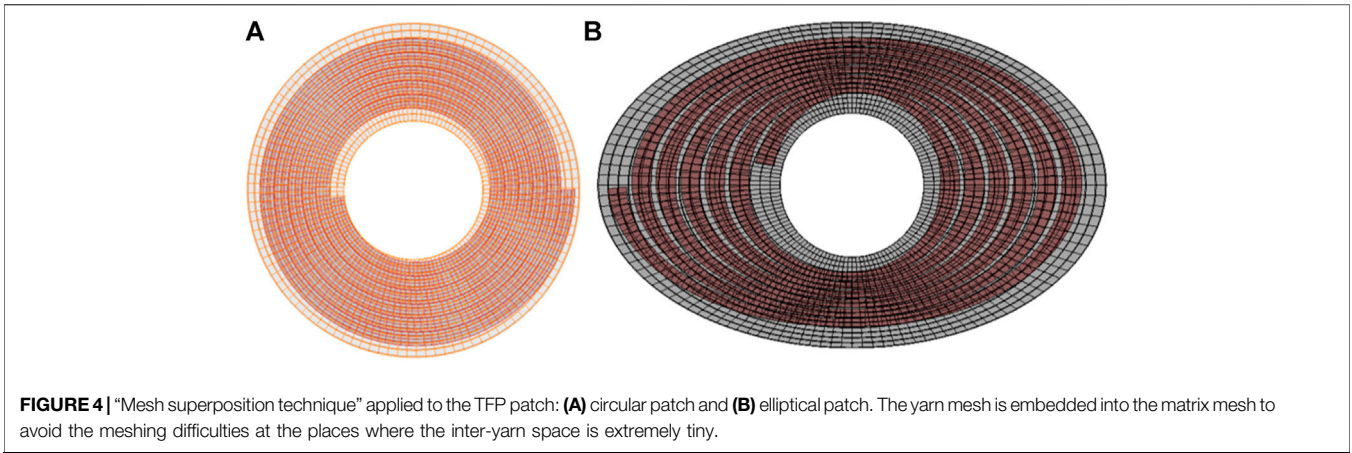 A
B
FIGURE 4 | “Mesh superposition technique” applied to the TFP patch: (A) circular patch and (B) elliptical patch. The yarn mesh is embedded into the matrix mesh to
avoid the meshing difficulties at the places where the inter-yarn space is extremely tiny.